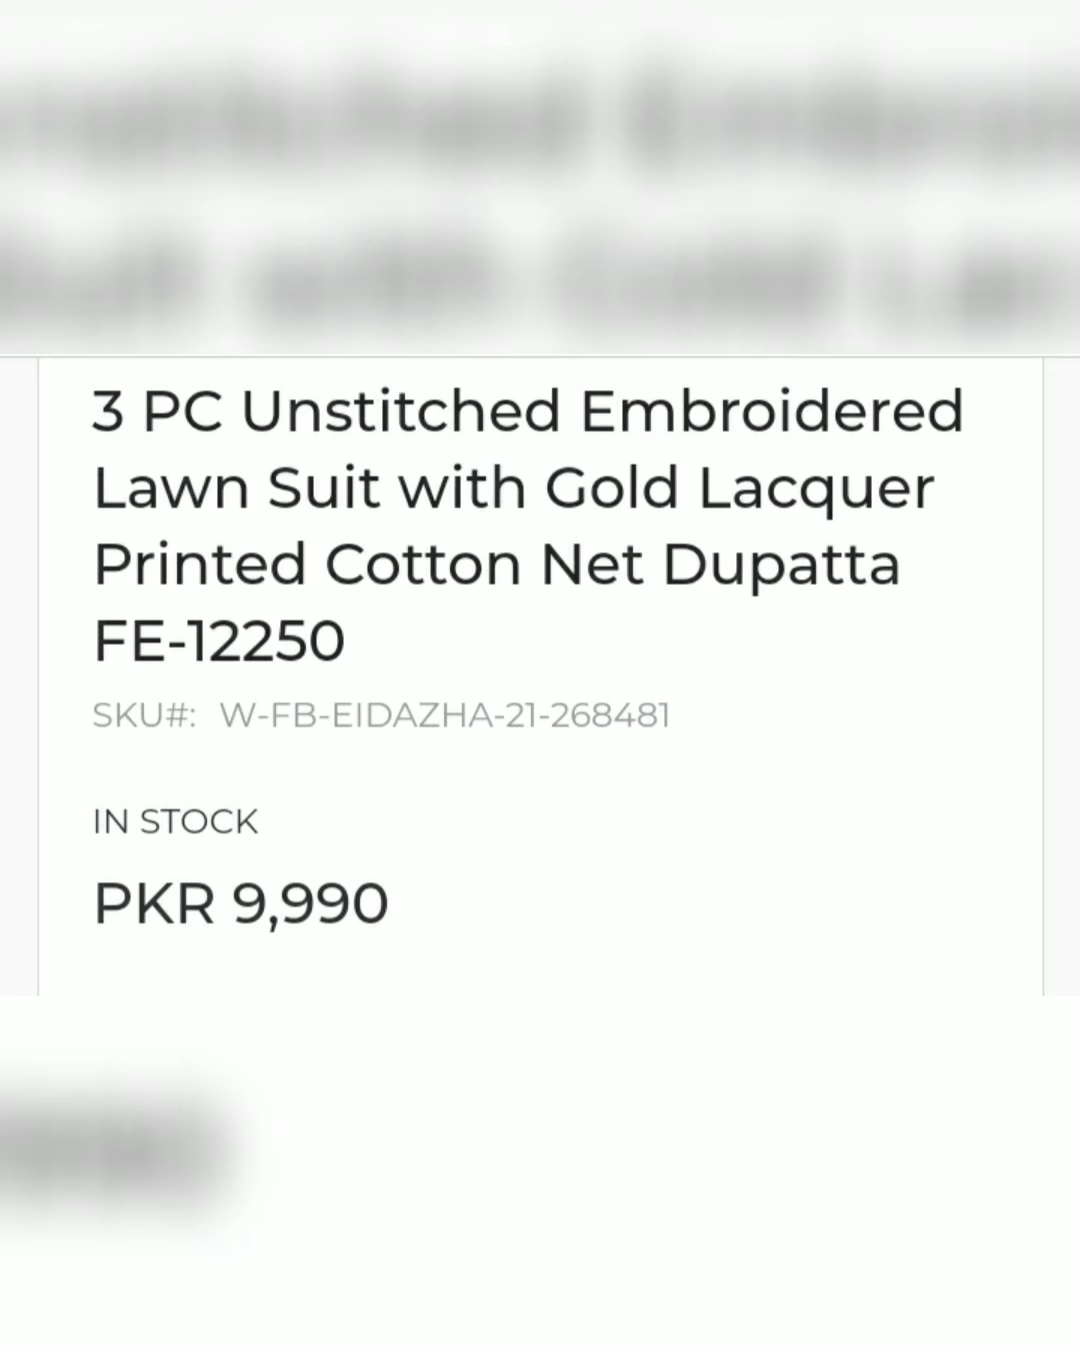 3 PC Unstitched Embroidered
Lawn Suit with Gold Lacquer
Printed Cotton Net Dupatta
FE-12250
SKU#: W-FB-EIDAZHA-21-268481
IN STOCK
PKR 9,990